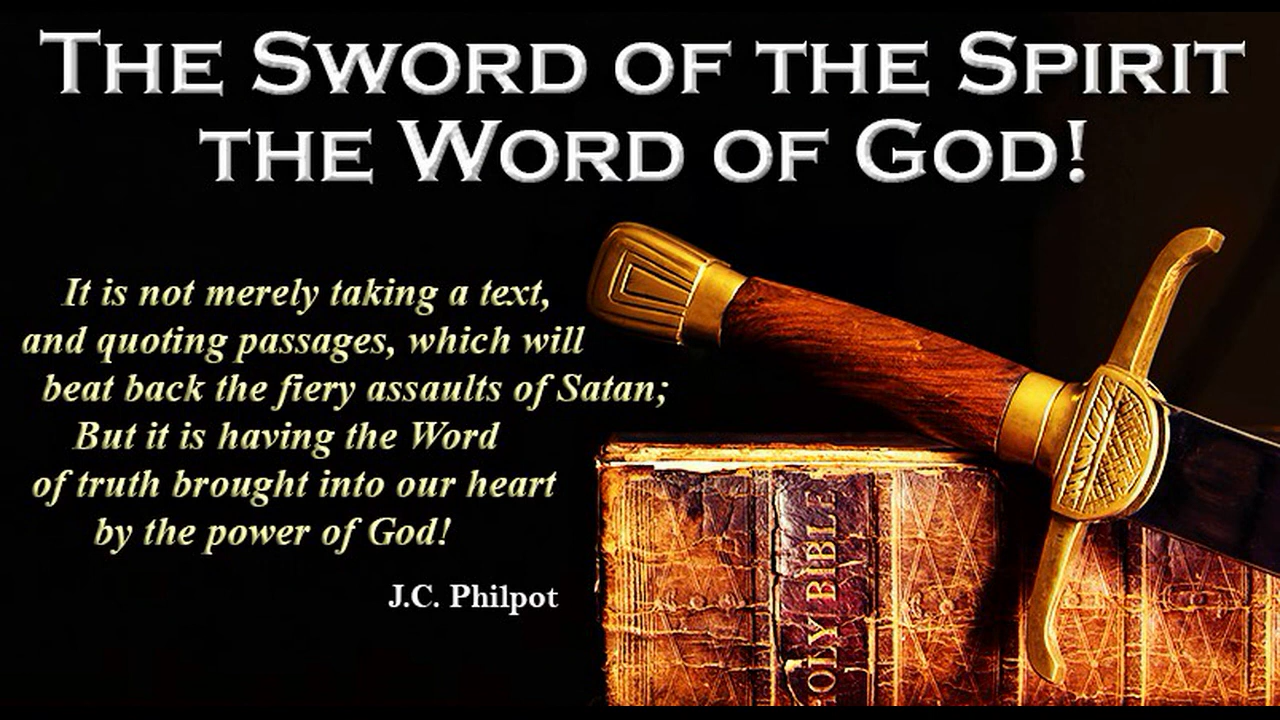 THE SWORD OF THE SPIRIT
THE WORD OF GOD!
It is not merely taking a text,
and quoting passages, which will
beat back the fiery assaults of Satan;
But it is having the Word
of truth brought into our heart
by the power of God!
J.C. Philpot
HOLY BIBLE